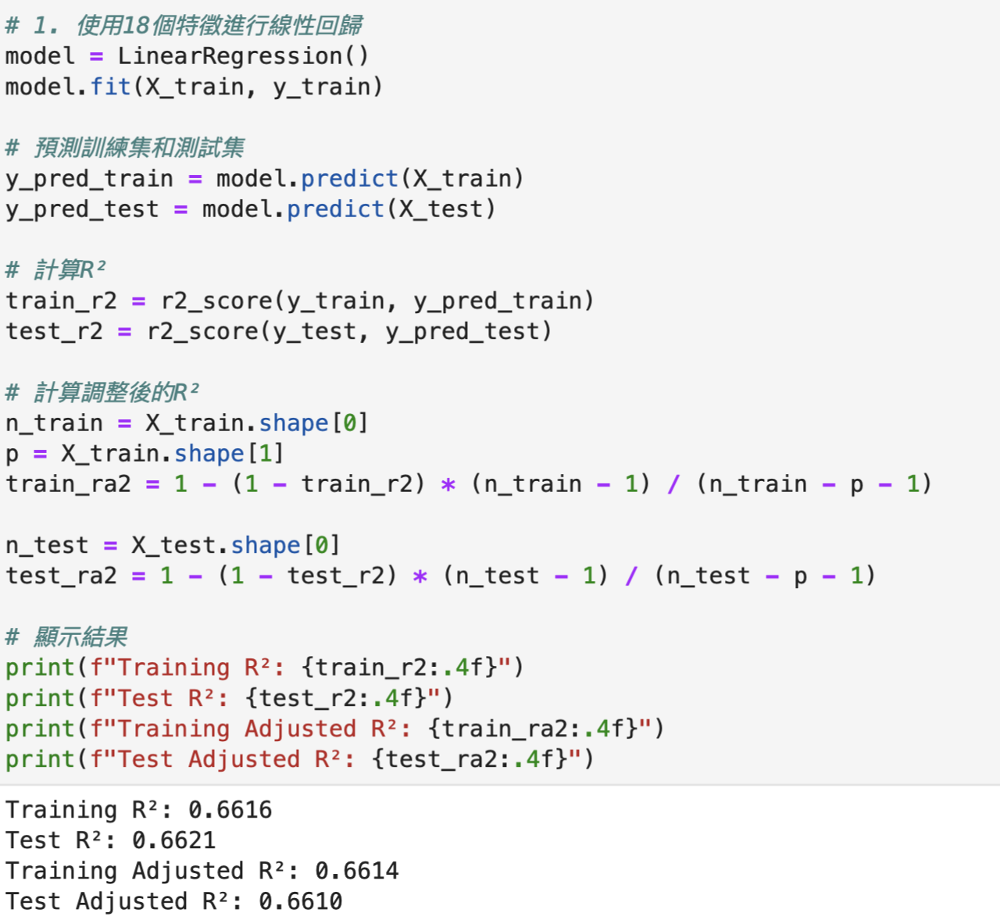 # 1. 使用18個特徵進行線性回歸
model = LinearRegression()
model.fit(X_train, y_train)
# 預測訓練集和測試集
y_pred_train = model.predict(X_train)
y_pred_test = model.predict(X_test)
# 計算R²
train_r2 = r2_score(y_train, y_pred_train)
test_r2 = r2_score(y_test, y_pred_test)
# 計算調整後的R²
n_train = X_train.shape[0]
p = X_train.shape[1]
train_ra2 = 1 - (1 - train_r2) * (n_train - 1) / (n_train - p - 1)
n_test = X_test.shape[0]
test_ra2 = 1 - (1 - test_r2) * (n_test - 1) / (n_test - p - 1)
# 顯示結果
print(f"Training R²: {train_r2:.4f}")
print(f"Test R²: {test_r2:.4f}")
print(f"Training Adjusted R²: {train_ra2:.4f}")
print(f"Test Adjusted R²: {test_ra2:.4f}")
Training R²: 0.6616
Test R²: 0.6621
Training Adjusted R²: 0.6614
Test Adjusted R²: 0.6610